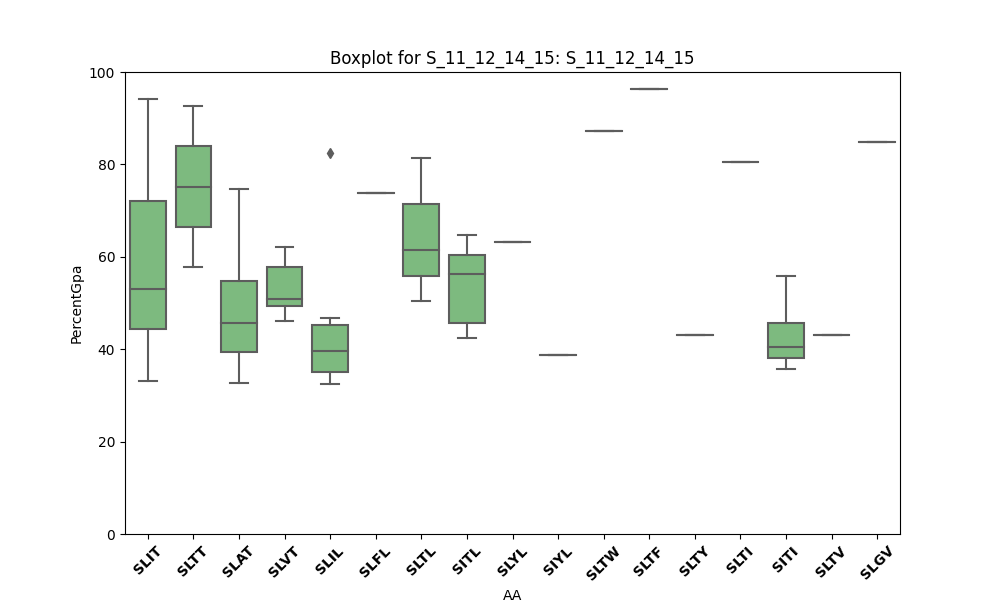 Boxplot for S_11_12_14_15: S_11_12_14_15
100
80
60
40
20
0
PercentGpa
SLIT SLTT SLAT SLVT SLIL SLFL SLTL SITL SLYL SIYL SLTW SLTF SLTY SLTI SITI SLTV SLGV
AA